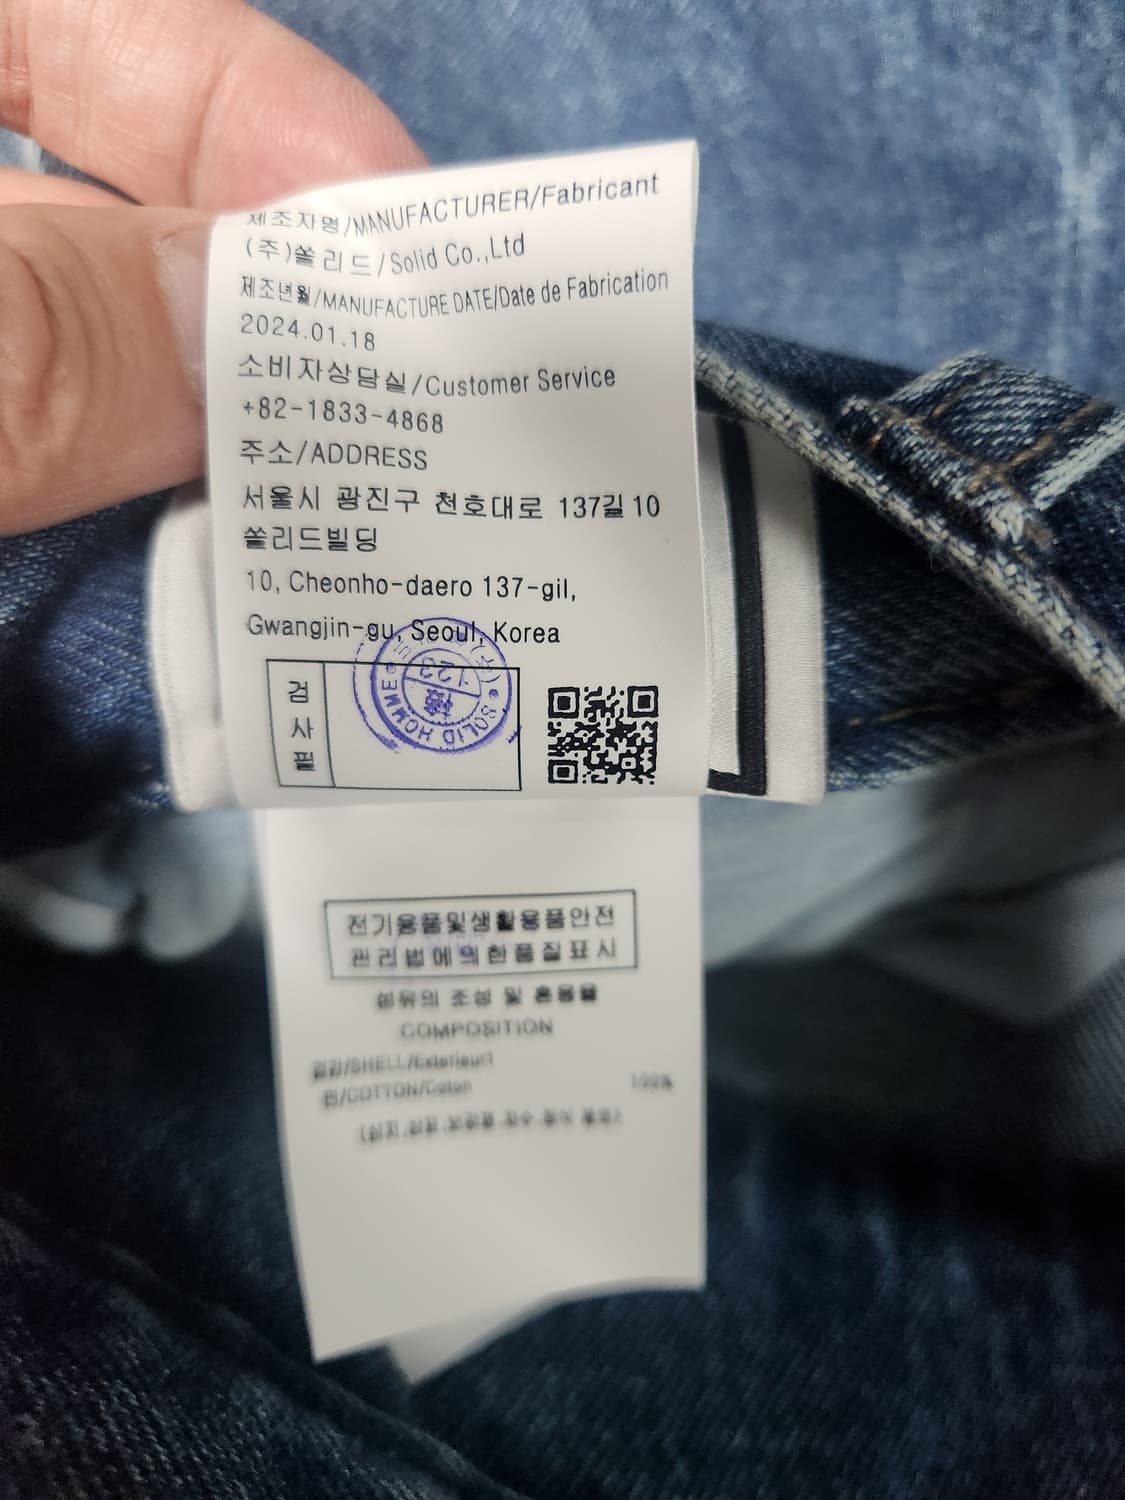 제조자명/MANUFACTURER/Fabricant
(주)쏠리드/Solid Co.,Ltd
제조년월/MANUFACTURE DATE/Date de Fabrication
2024.01.18
소비자상담실/Customer Service
+82-1833-4868
주소/ADDRESS
서울시 광진구 천호대로 137길 10
쏠리드빌딩
10, Cheonho-daero 137-gil,
Gwangjin-gu, Seoul, Korea
검
사
필
SOLID HOMME
123
전기용품및생활용품안전
관리법에의한품질표시
섬유의 조성 및 혼용율
COMPOSITION
겉감/SHELL/Exterieurt
면/COTTON/Coton 100%